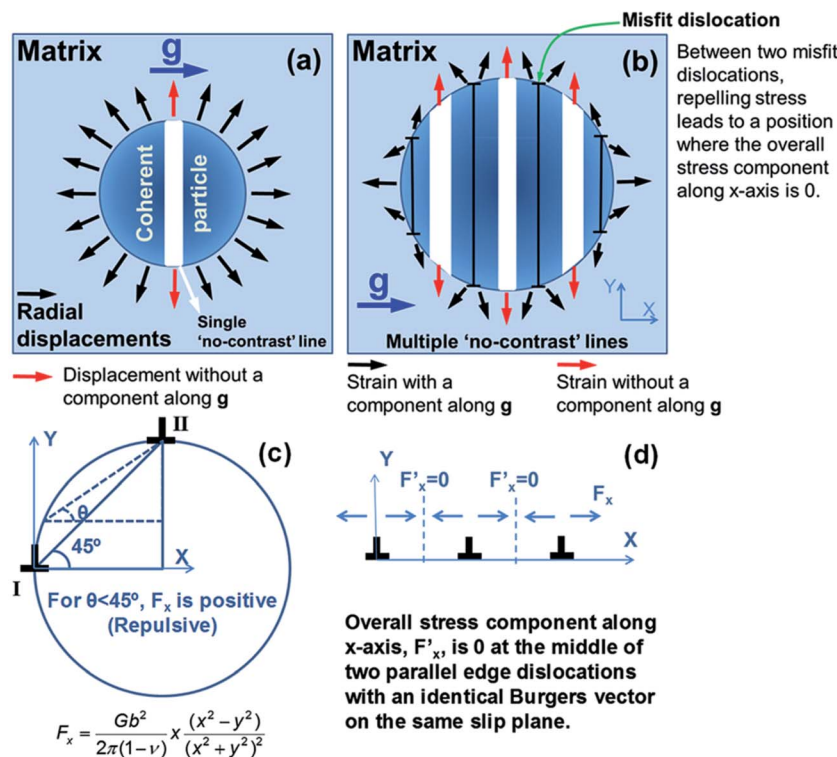 Matrix
g
(a)
Coherent
particle
Radial
displacements
Single
'no-contrast' line
Displacement without a
component along g
Matrix
(b)
Misfit dislocation
Between two misfit
dislocations,
repelling stress
leads to a position
where the overall
stress component
along x-axis is 0.
g
Y
X
Multiple 'no-contrast' lines
Strain with a
component along g
Strain without a
component along g
II
Y
(c)
θ
45º
X
I
For θ<45º, Fx is positive
(Repulsive)
Fx = Gb²/2π(1−ν) x (x²−y²)/(x²+y²)²
(d)
Y
F'x=0
F'x=0
Fx
X
Overall stress component along
x-axis, F'x, is 0 at the middle of
two parallel edge dislocations
with an identical Burgers vector
on the same slip plane.